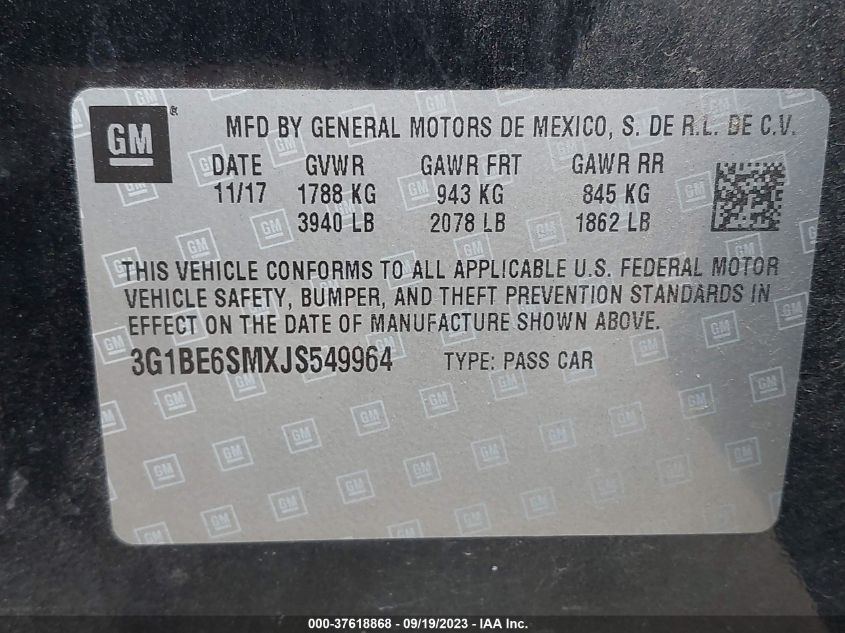 GM ®
MFD BY GENERAL MOTORS DE MEXICO, S. DE R.L. DE C.V.
DATE GVWR GAWR FRT GAWR RR
11/17 1788 KG 943 KG 845 KG
3940 LB 2078 LB 1862 LB
THIS VEHICLE CONFORMS TO ALL APPLICABLE U.S. FEDERAL MOTOR
VEHICLE SAFETY, BUMPER, AND THEFT PREVENTION STANDARDS IN
EFFECT ON THE DATE OF MANUFACTURE SHOWN ABOVE.
3G1BE6SMXJS549964 TYPE: PASS CAR
000-37618868 - 09/19/2023 - IAA Inc.